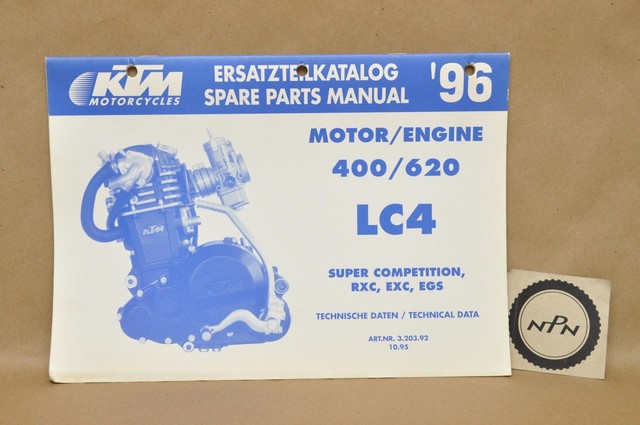 KTM
MOTORCYCLES
ERSATZTEILKATALOG
SPARE PARTS MANUAL
'96
MOTOR/ENGINE
400/620
LC4
SUPER COMPETITION,
RXC, EXC, EGS
TECHNISCHE DATEN / TECHNICAL DATA
ART.NR. 3.203.92
10.95
NPN